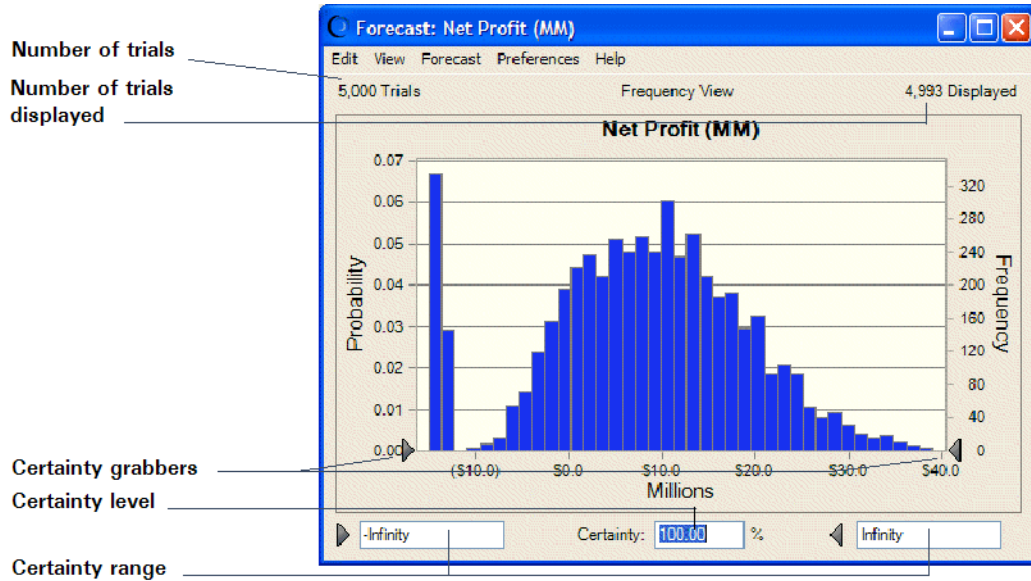 Forecast: Net Profit (MM)
Number of trials
Edit View Forecast Preferences Help
Number of trials
displayed
5,000 Trials
Frequency View
4,993 Displayed
Net Profit (MM)
Probability
0.07
0.06
0.05
0.04
0.03
0.02
0.01
0.00
Frequency
320
280
240
200
160
120
80
40
0
($10.0) $0.0 $10.0 $20.0 $30.0 $40.0
Millions
Certainty grabbers
Certainty level
-Infinity
Certainty: 100.00 %
Infinity
Certainty range